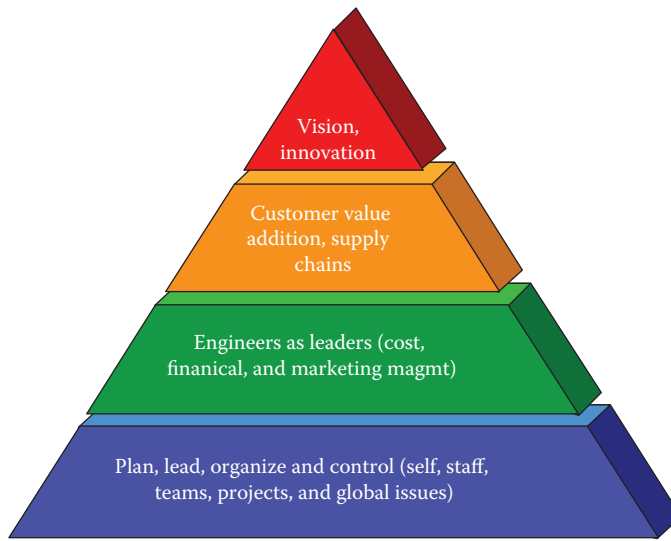 Vision,
innovation
Customer value
addition, supply
chains
Engineers as leaders (cost,
finanical, and marketing magmt)
Plan, lead, organize and control (self, staff,
teams, projects, and global issues)